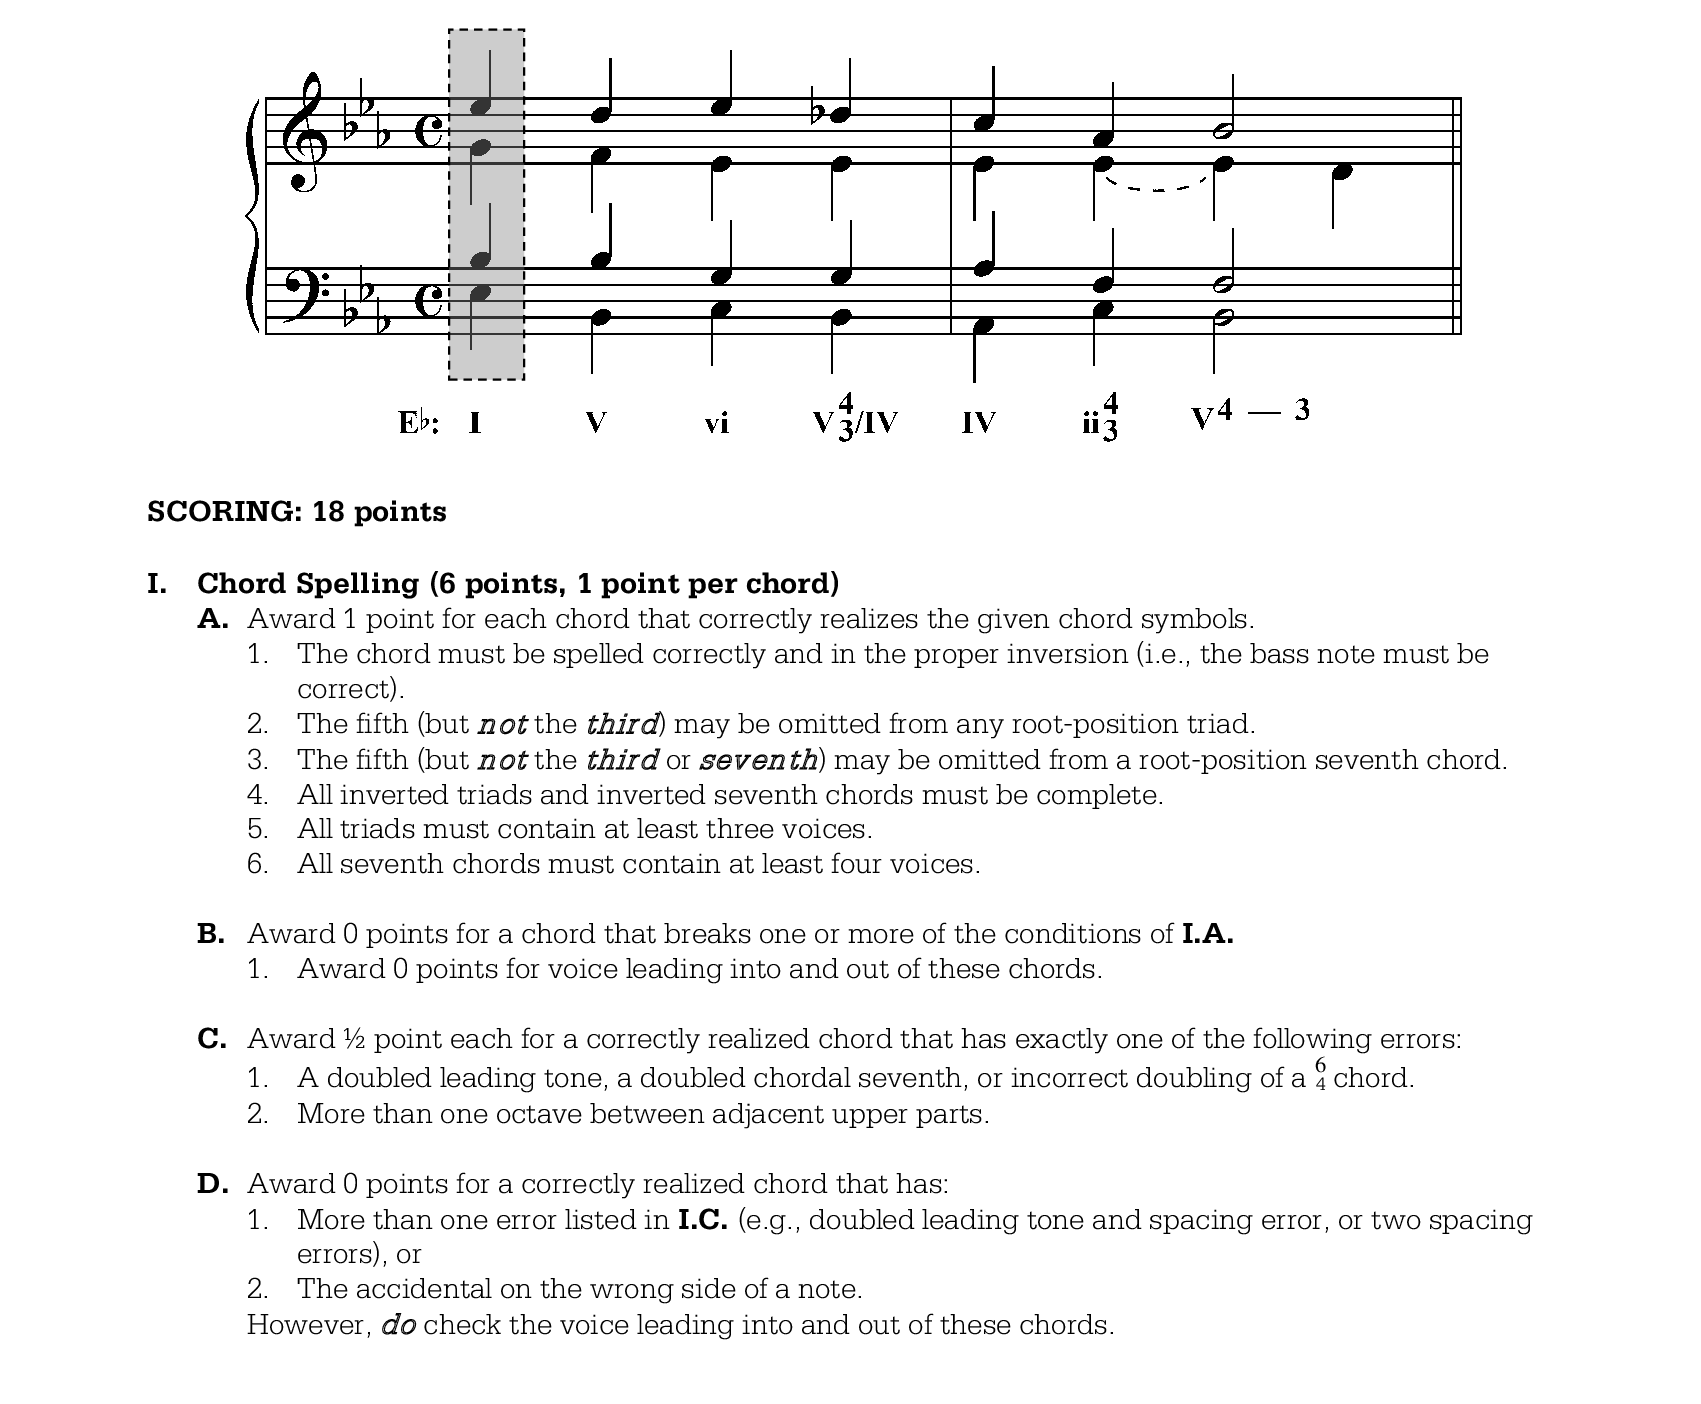 E♭: I V vi V4/3/IV IV ii4/3 V4 — 3
SCORING: 18 points
I. Chord Spelling (6 points, 1 point per chord)
A. Award 1 point for each chord that correctly realizes the given chord symbols.
1. The chord must be spelled correctly and in the proper inversion (i.e., the bass note must be
correct).
2. The fifth (but not the third) may be omitted from any root-position triad.
3. The fifth (but not the third or seventh) may be omitted from a root-position seventh chord.
4. All inverted triads and inverted seventh chords must be complete.
5. All triads must contain at least three voices.
6. All seventh chords must contain at least four voices.
B. Award 0 points for a chord that breaks one or more of the conditions of I.A.
1. Award 0 points for voice leading into and out of these chords.
C. Award ½ point each for a correctly realized chord that has exactly one of the following errors:
1. A doubled leading tone, a doubled chordal seventh, or incorrect doubling of a 6/4 chord.
2. More than one octave between adjacent upper parts.
D. Award 0 points for a correctly realized chord that has:
1. More than one error listed in I.C. (e.g., doubled leading tone and spacing error, or two spacing
errors), or
2. The accidental on the wrong side of a note.
However, do check the voice leading into and out of these chords.